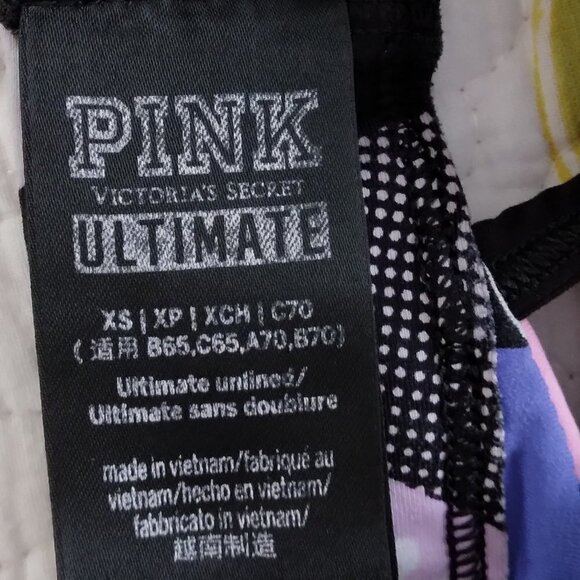 PINK
VICTORIA'S SECRET
ULTIMATE
XS | XP | XCH | C70
(适用 B65,C65,A70,B70)
Ultimate unlined/
Ultimate sans doublure
made in vietnam/fabriqué au
vietnam/hecho en vietnam/
fabbricato in vietnam/
越南制造